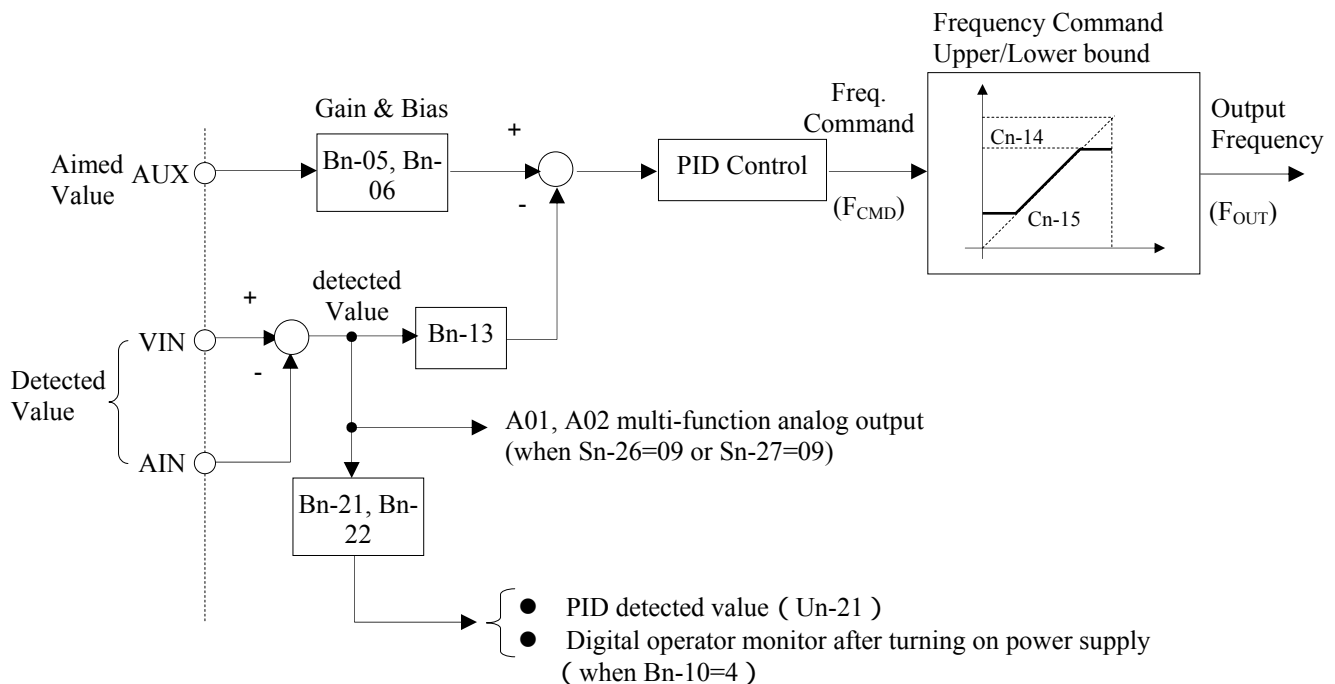 Frequency Command
Upper/Lower bound
Gain & Bias
Freq.
Command
Output
Frequency
Aimed
Value
AUX
Bn-05, Bn-
06
+
-
PID Control
(F_CMD)
Cn-14
Cn-15
(F_OUT)
detected
Value
+
-
VIN
Bn-13
Detected
Value
AIN
A01, A02 multi-function analog output
(when Sn-26=09 or Sn-27=09)
Bn-21, Bn-
22
● PID detected value ( Un-21 )
● Digital operator monitor after turning on power supply
( when Bn-10=4 )